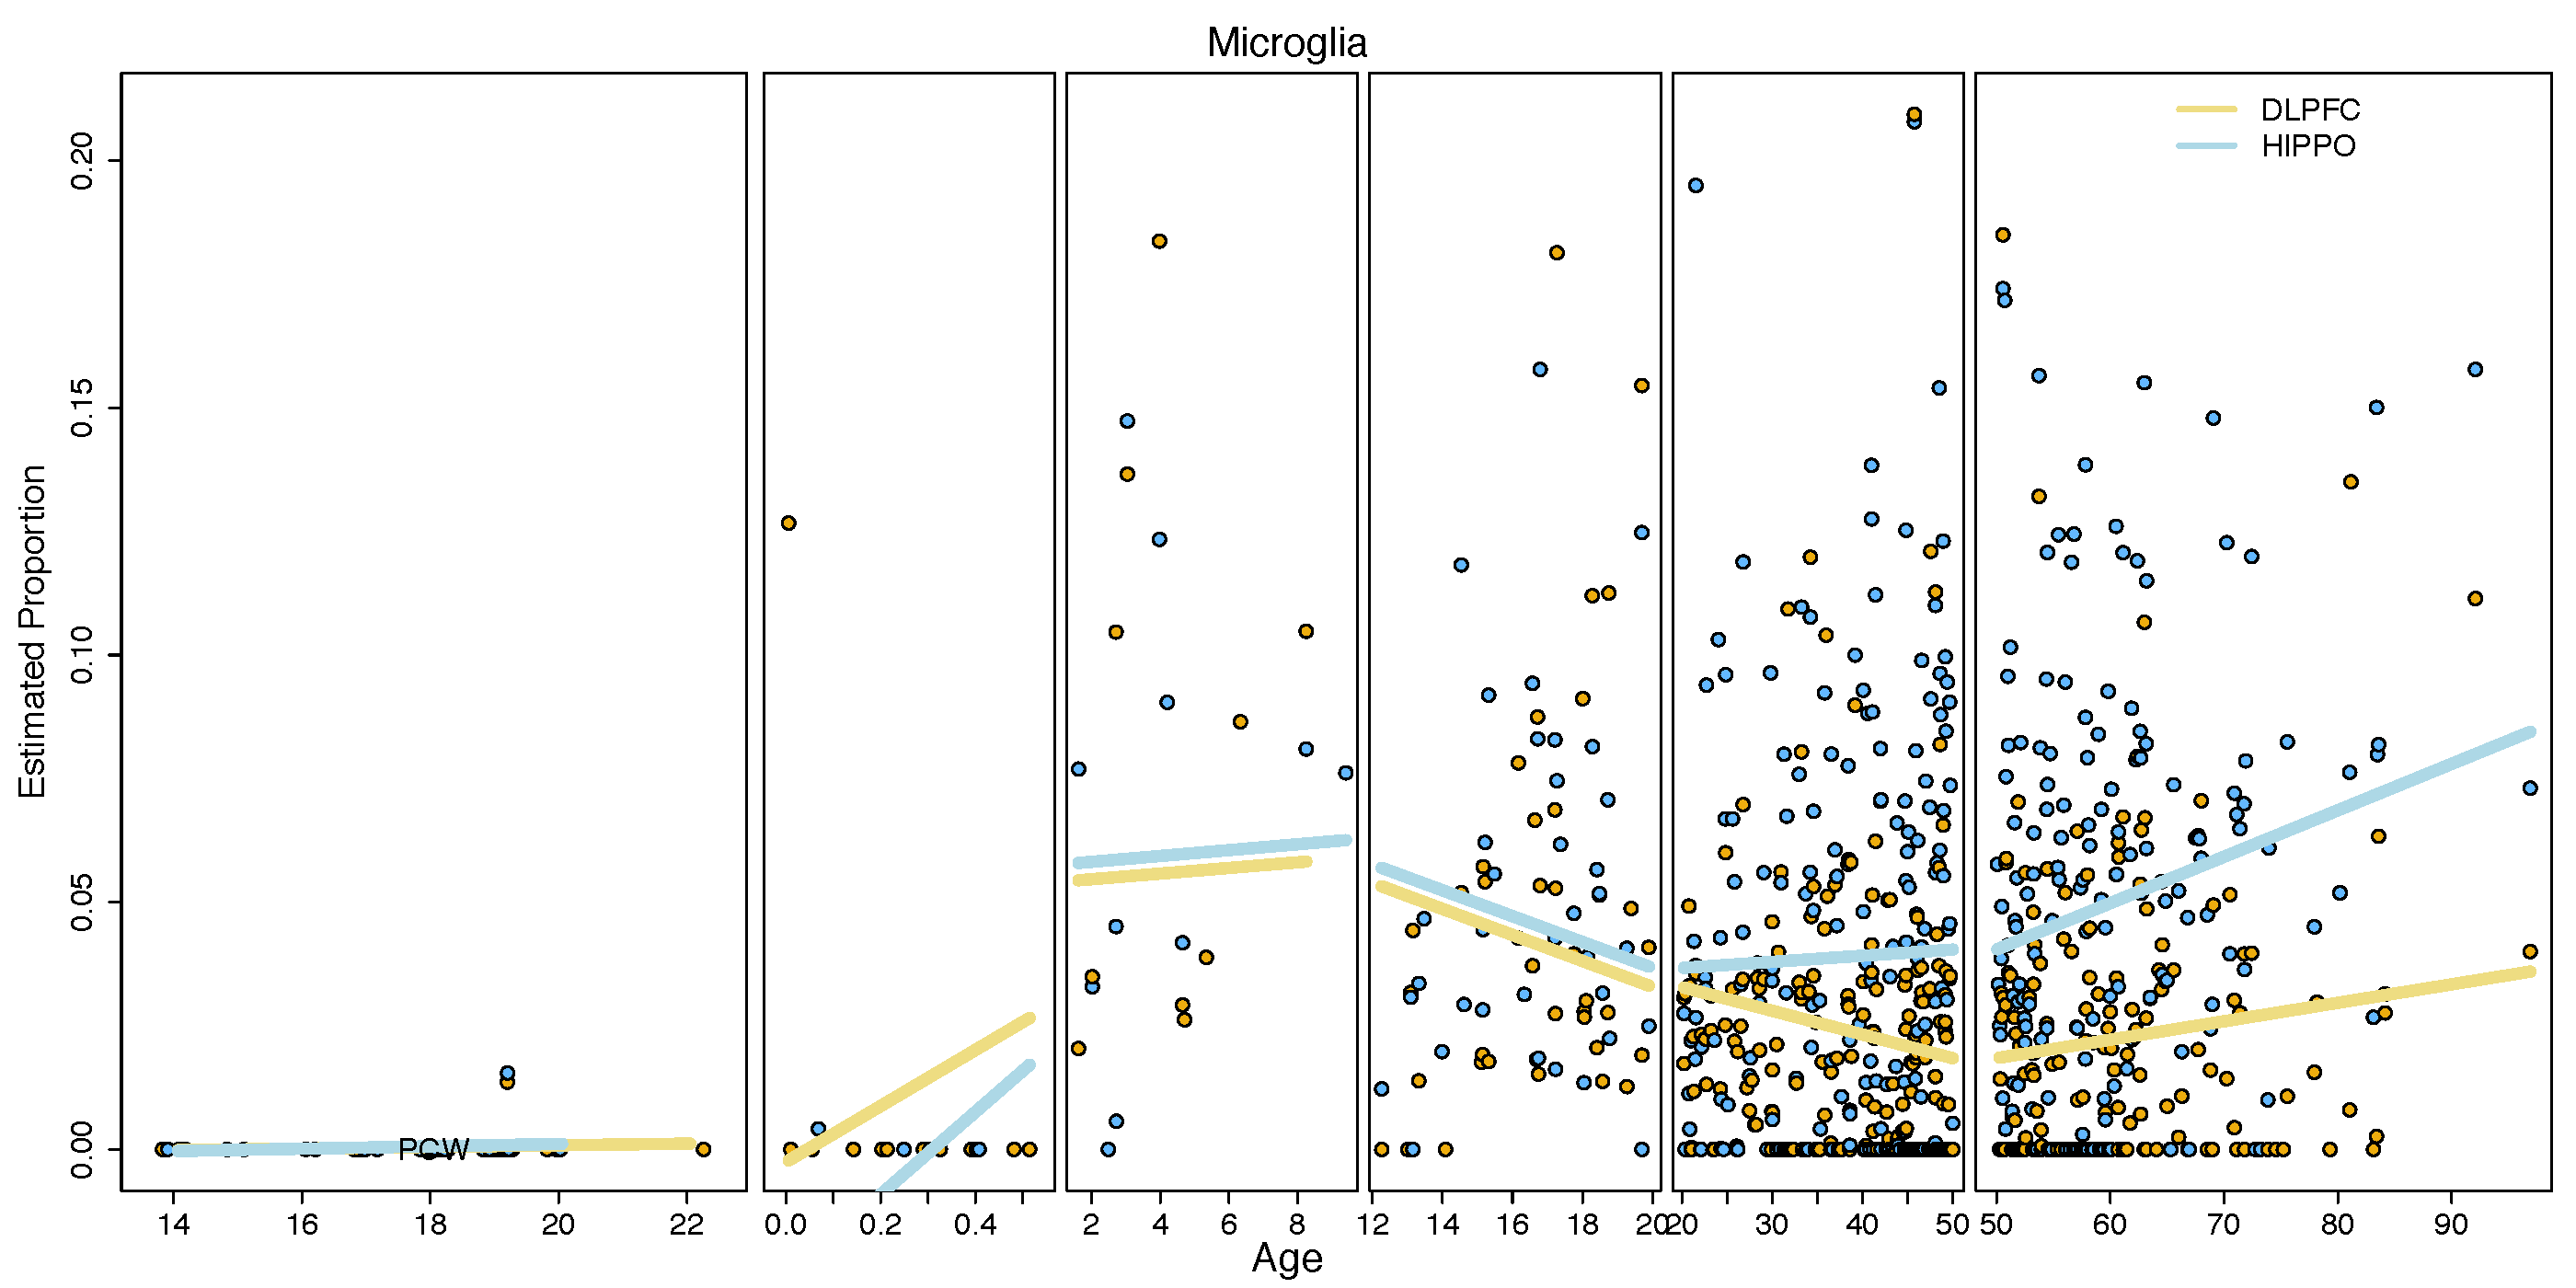 Microglia
DLPFC
HIPPO
Estimated Proportion
0.20
0.15
0.10
0.05
0.00
PCW
14 16 18 20 22
0.0 0.2 0.4
2 4 6 8
12 14 16 18 20
20 30 40 50
50 60 70 80 90
Age